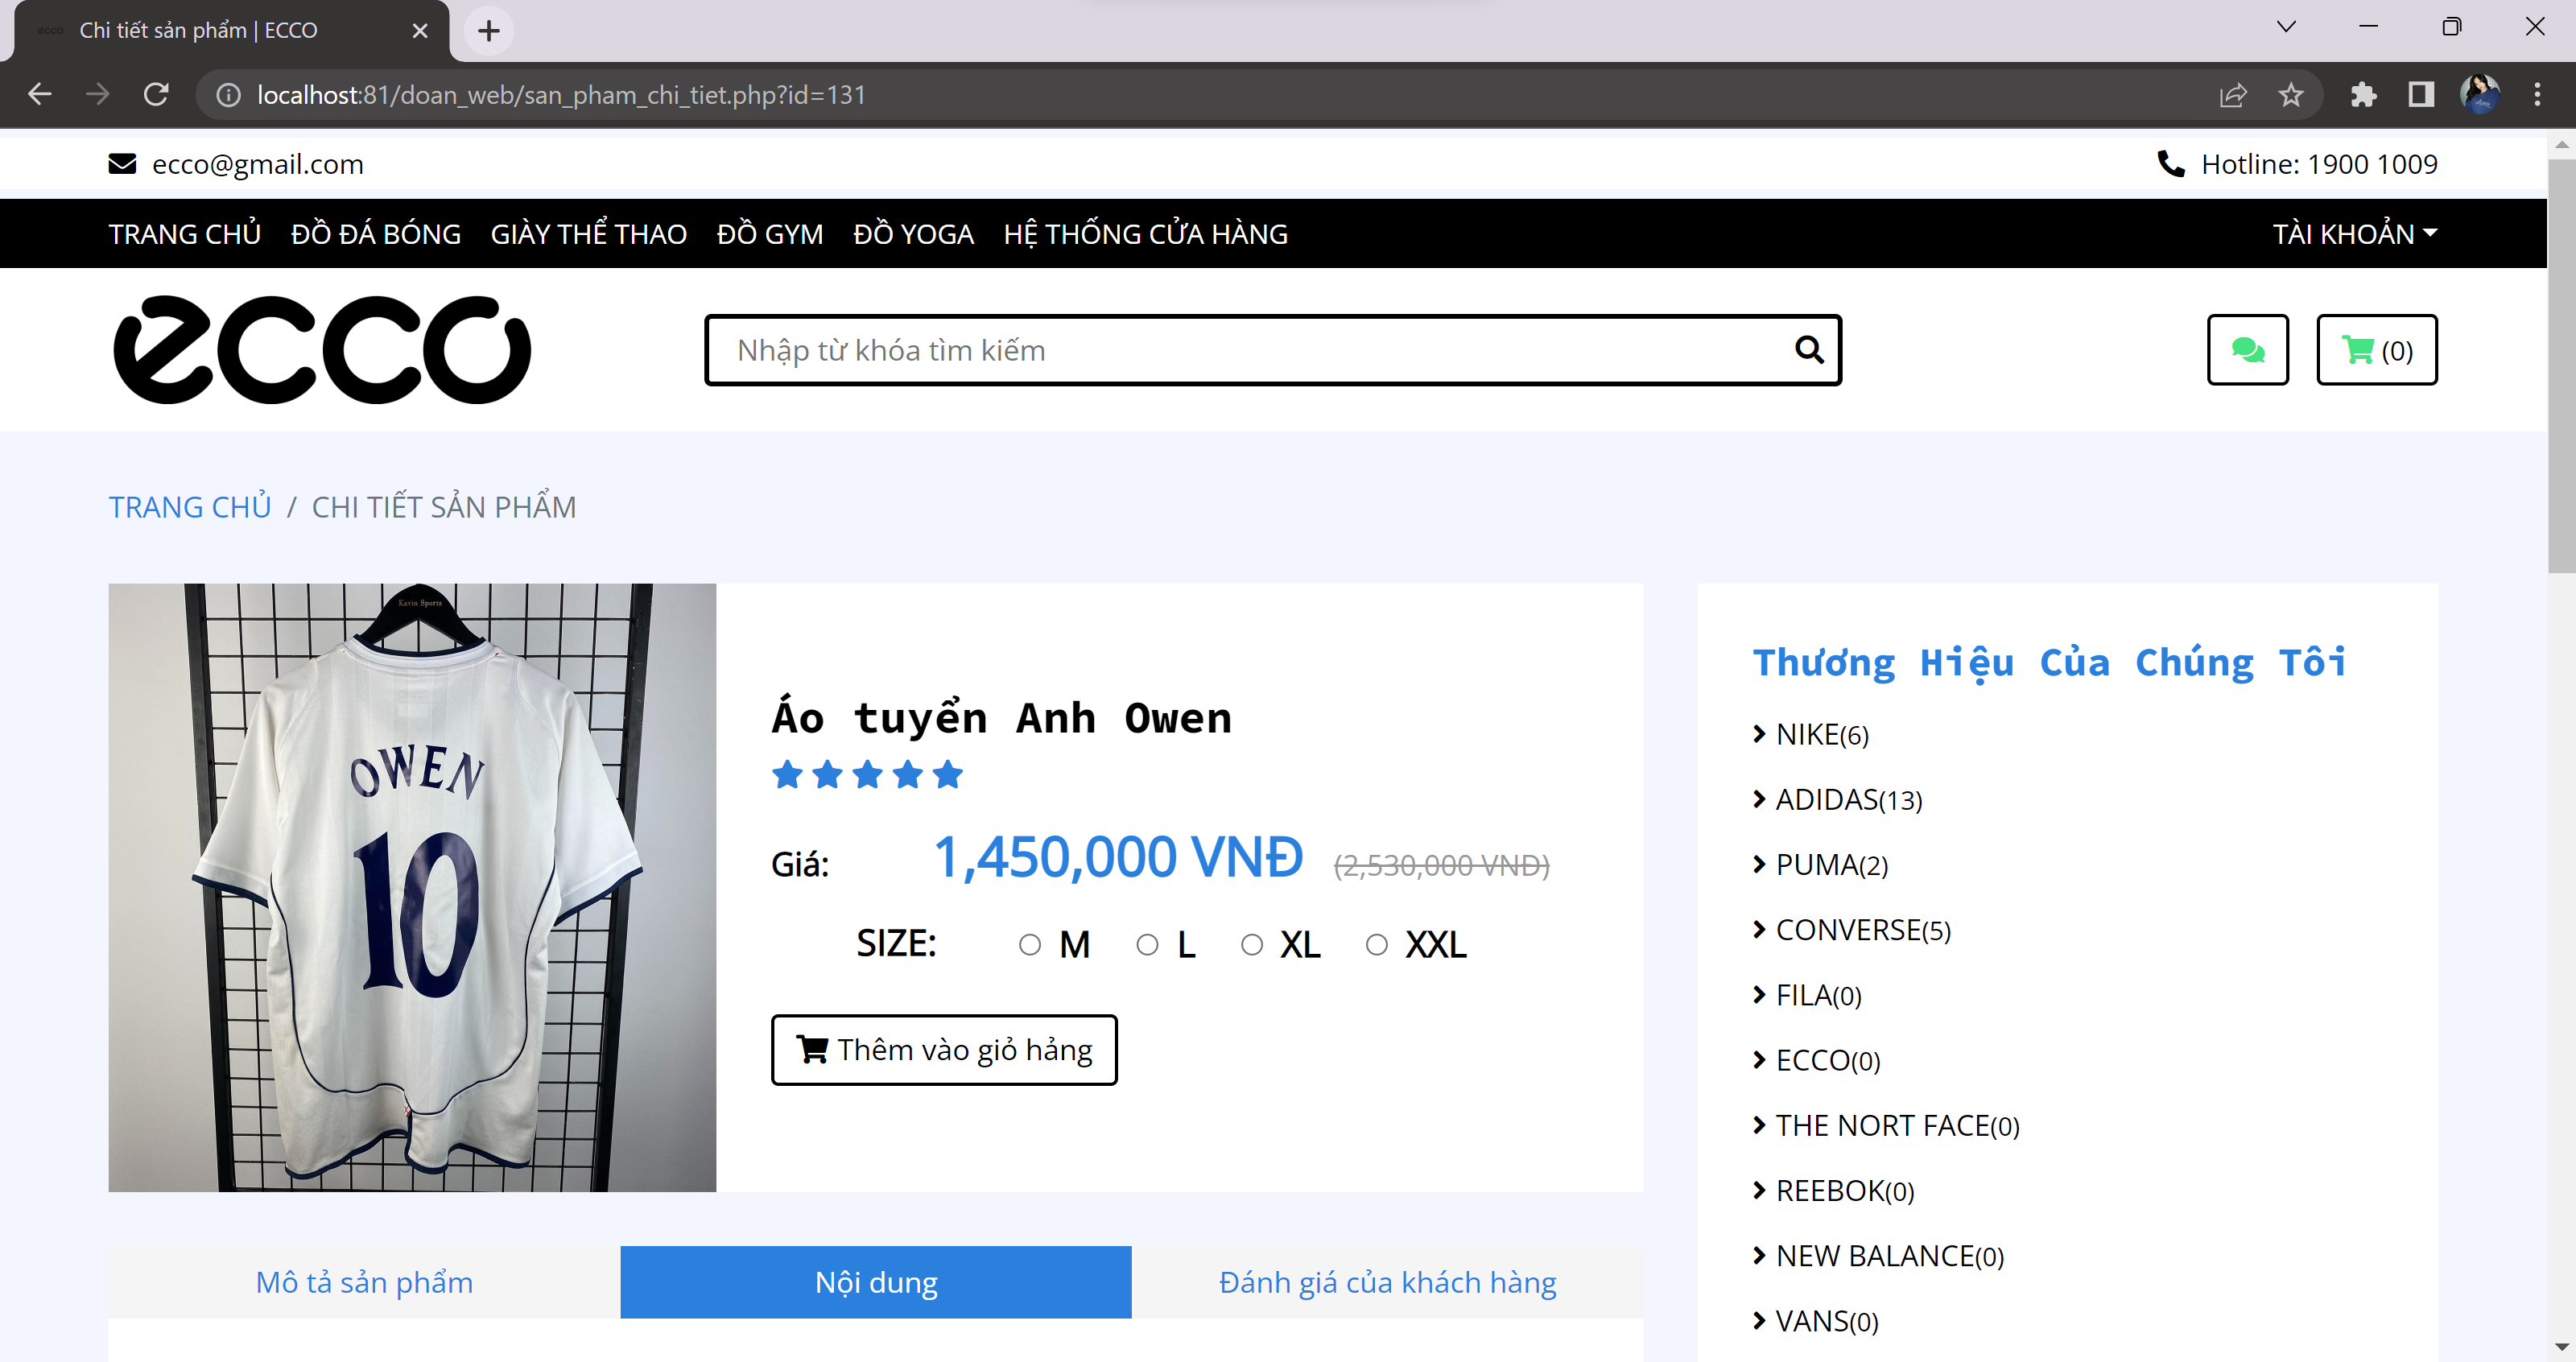 ecco Chi tiết sản phẩm | ECCO
localhost:81/doan_web/san_pham_chi_tiet.php?id=131
ecco@gmail.com
Hotline: 1900 1009
TRANG CHỦ ĐỒ ĐÁ BÓNG GIÀY THỂ THAO ĐỒ GYM ĐỒ YOGA HỆ THỐNG CỬA HÀNG TÀI KHOẢN
ecco
Nhập từ khóa tìm kiếm
(0)
TRANG CHỦ / CHI TIẾT SẢN PHẨM
Kavin Sports
OWEN
10
Áo tuyển Anh Owen
Giá: 1,450,000 VNĐ (2,530,000 VNĐ)
SIZE: M L XL XXL
Thêm vào giỏ hảng
Mô tả sản phẩm
Nội dung
Đánh giá của khách hàng
Thương Hiệu Của Chúng Tôi
NIKE(6)
ADIDAS(13)
PUMA(2)
CONVERSE(5)
FILA(0)
ECCO(0)
THE NORT FACE(0)
REEBOK(0)
NEW BALANCE(0)
VANS(0)